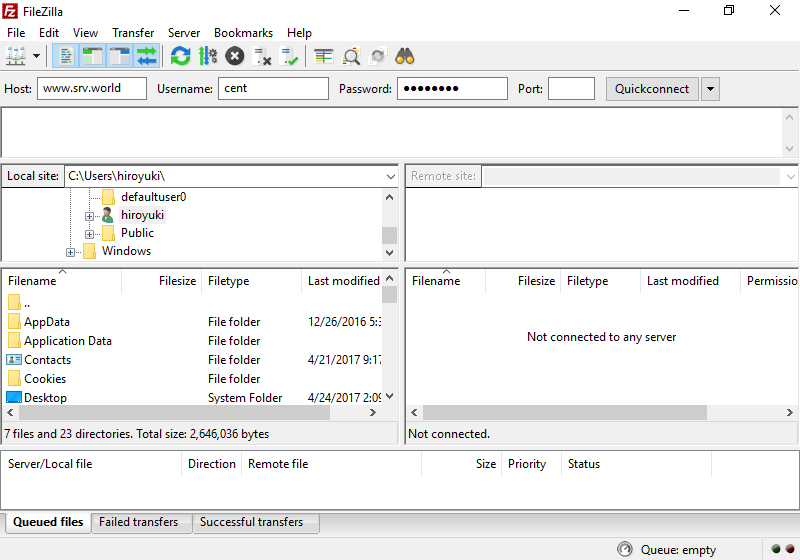 FileZilla
File Edit View Transfer Server Bookmarks Help
Host: www.srv.world Username: cent Password: ●●●●●●●● Port: Quickconnect
Local site: C:\Users\hiroyuki\ Remote site:
defaultuser0
hiroyuki
Public
Windows
Filename Filesize Filetype Last modified
..
AppData File folder 12/26/2016 5:3
Application Data File folder
Contacts File folder 4/21/2017 9:17
Cookies File folder
Desktop System Folder 4/24/2017 2:09
7 files and 23 directories. Total size: 2,646,036 bytes
Filename Filesize Filetype Last modified Permissio
Not connected to any server
Not connected.
Server/Local file Direction Remote file Size Priority Status
Queued files Failed transfers Successful transfers
Queue: empty